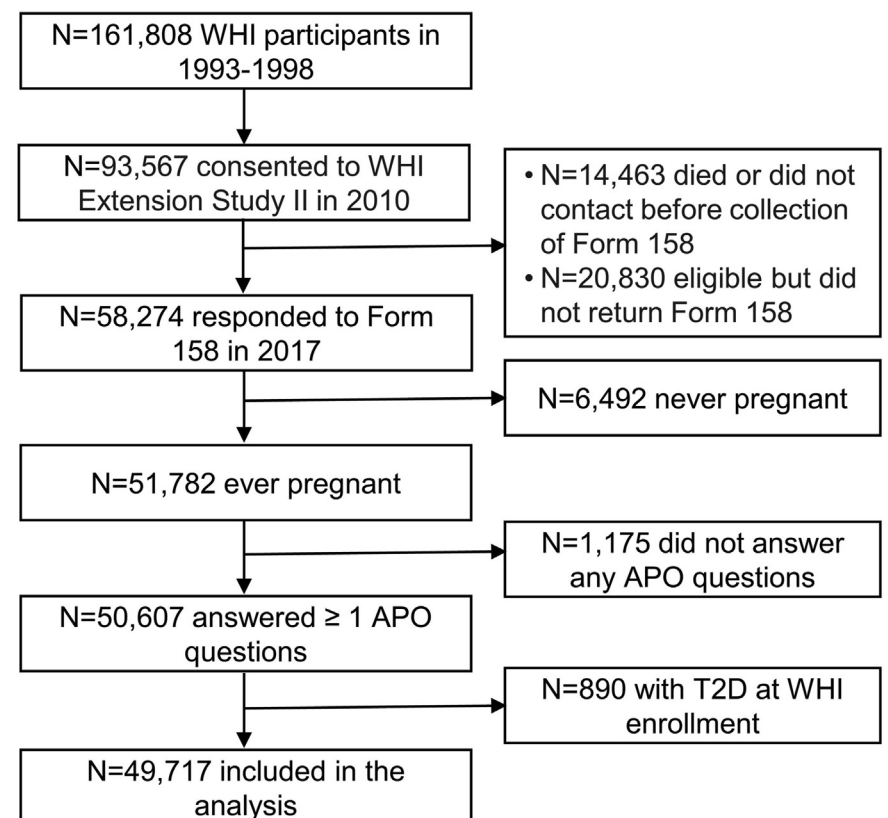 N=161,808 WHI participants in
1993-1998
N=93,567 consented to WHI
Extension Study II in 2010
• N=14,463 died or did not
contact before collection
of Form 158
• N=20,830 eligible but did
not return Form 158
N=58,274 responded to Form
158 in 2017
N=6,492 never pregnant
N=51,782 ever pregnant
N=1,175 did not answer
any APO questions
N=50,607 answered ≥ 1 APO
questions
N=890 with T2D at WHI
enrollment
N=49,717 included in the
analysis